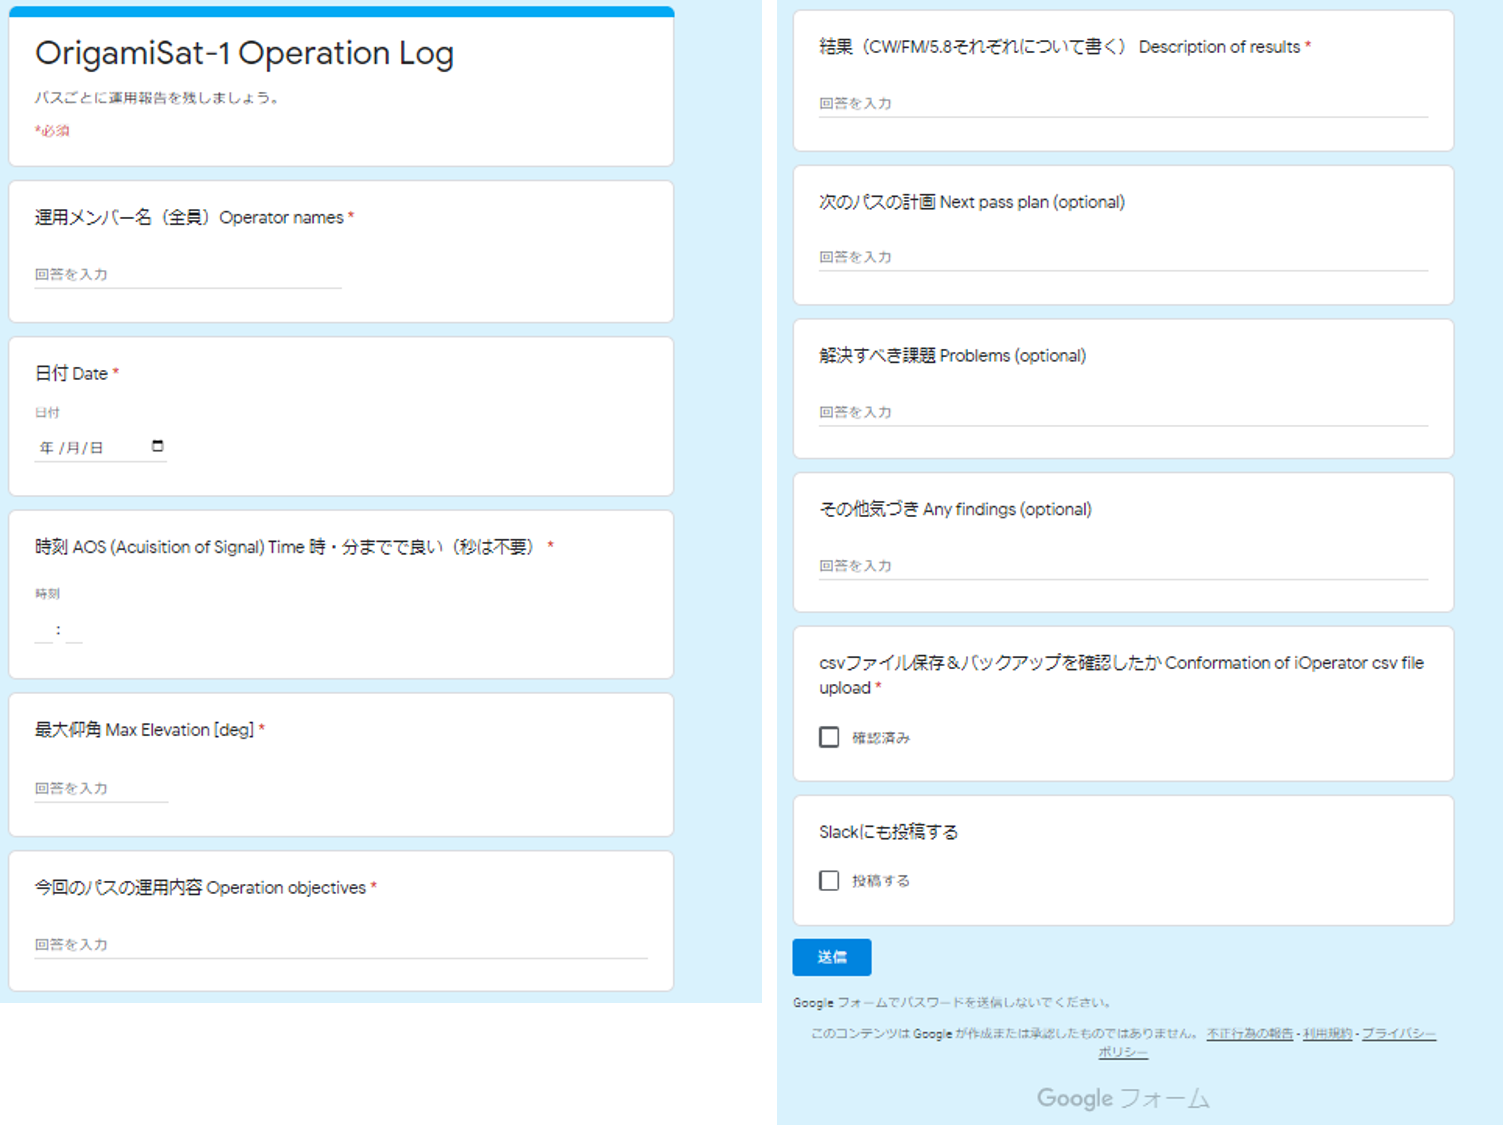 OrigamiSat-1 Operation Log
パスごとに運用報告を残しましょう。
*必須
運用メンバー名（全員）Operator names *
回答を入力
日付 Date *
日付
年 /月/日
時刻 AOS (Acuisition of Signal) Time 時・分までで良い（秒は不要） *
時刻
:
最大仰角 Max Elevation [deg] *
回答を入力
今回のパスの運用内容 Operation objectives *
回答を入力
結果（CW/FM/5.8それぞれについて書く） Description of results *
回答を入力
次のパスの計画 Next pass plan (optional)
回答を入力
解決すべき課題 Problems (optional)
回答を入力
その他気づき Any findings (optional)
回答を入力
csvファイル保存＆バックアップを確認したか Conformation of iOperator csv file
upload *
確認済み
Slackにも投稿する
投稿する
送信
Google フォームでパスワードを送信しないでください。
このコンテンツは Google が作成または承認したものではありません。 不正行為の報告 - 利用規約 - プライバシー
ポリシー
Google フォーム